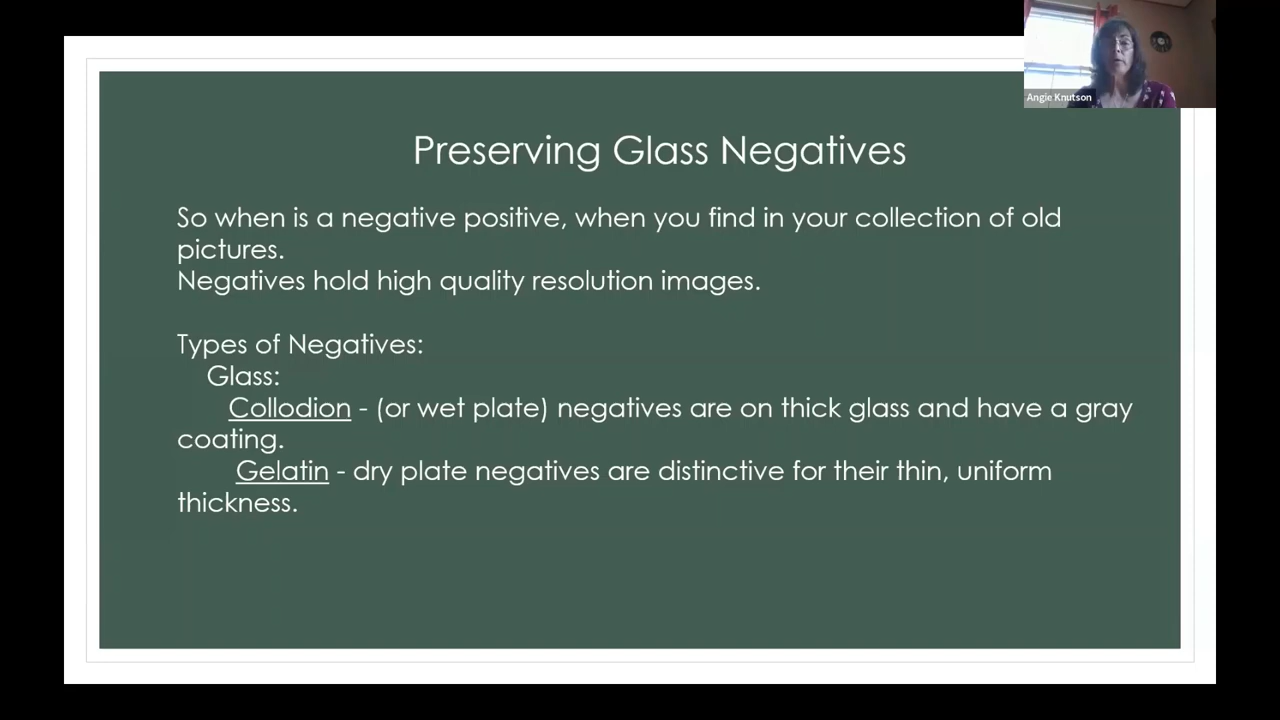 Angie Knutson
Preserving Glass Negatives
So when is a negative positive, when you find in your collection of old
pictures.
Negatives hold high quality resolution images.
Types of Negatives:
Glass:
Collodion - (or wet plate) negatives are on thick glass and have a gray
coating.
Gelatin - dry plate negatives are distinctive for their thin, uniform
thickness.